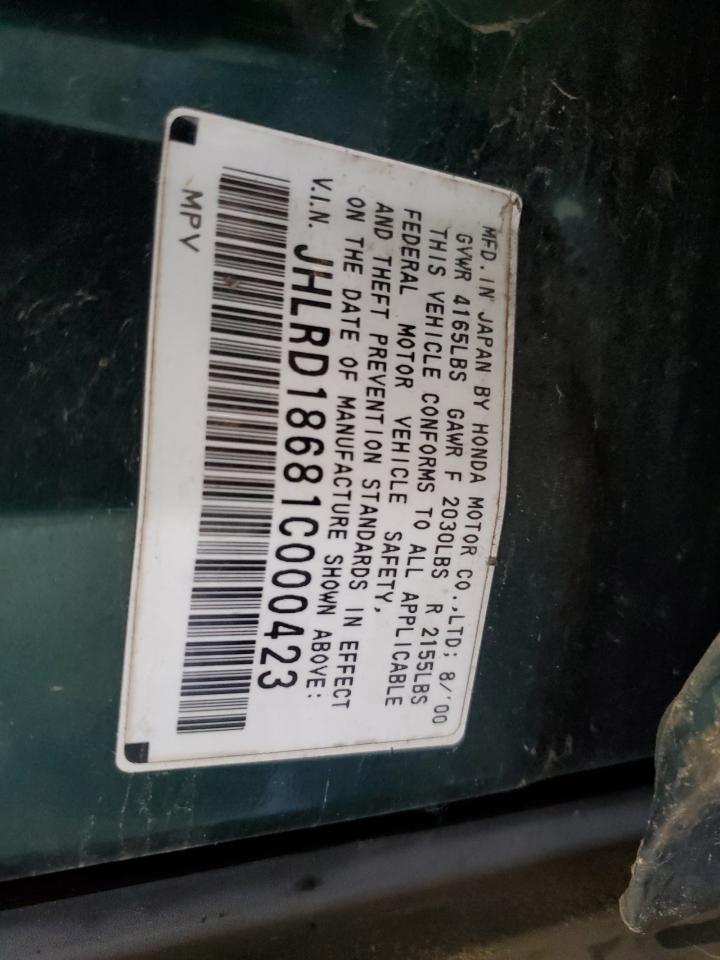 MFD. IN JAPAN BY HONDA MOTOR CO.,LTD; 8/'00
GVWR 4165LBS GAWR F 2030LBS R 2155LBS
THIS VEHICLE CONFORMS TO ALL APPLICABLE
FEDERAL MOTOR VEHICLE SAFETY,
AND THEFT PREVENTION STANDARDS IN EFFECT
ON THE DATE OF MANUFACTURE SHOWN ABOVE:
V.I.N. JHLRD18681C000423
MPV